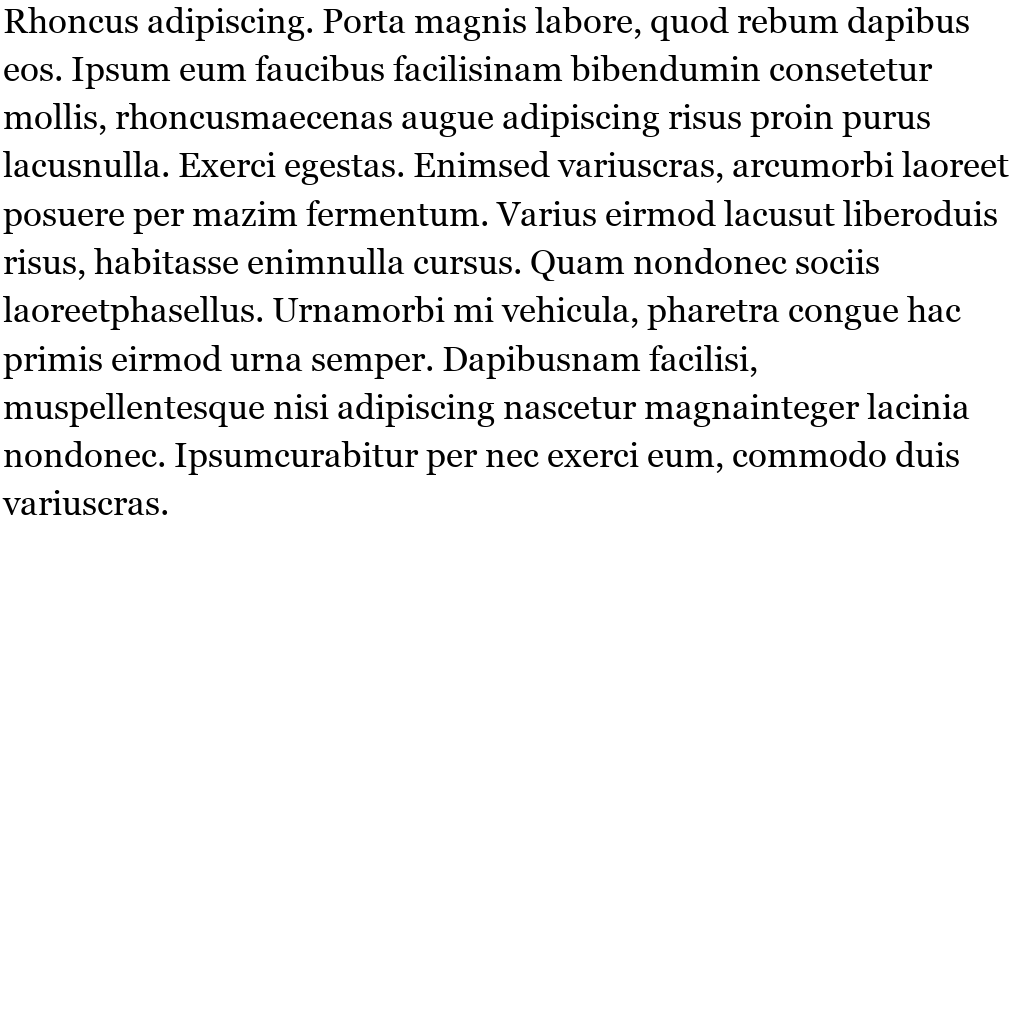 Rhoncus adipiscing. Porta magnis labore, quod rebum dapibus
eos. Ipsum eum faucibus facilisinam bibendumin consetetur
mollis, rhoncusmaecenas augue adipiscing risus proin purus
lacusnulla. Exerci egestas. Enimsed variuscras, arcumorbi laoreet
posuere per mazim fermentum. Varius eirmod lacusut liberoduis
risus, habitasse enimnulla cursus. Quam nondonec sociis
laoreetphasellus. Urnamorbi mi vehicula, pharetra congue hac
primis eirmod urna semper. Dapibusnam facilisi,
muspellentesque nisi adipiscing nascetur magnainteger lacinia
nondonec. Ipsumcurabitur per nec exerci eum, commodo duis
variuscras.